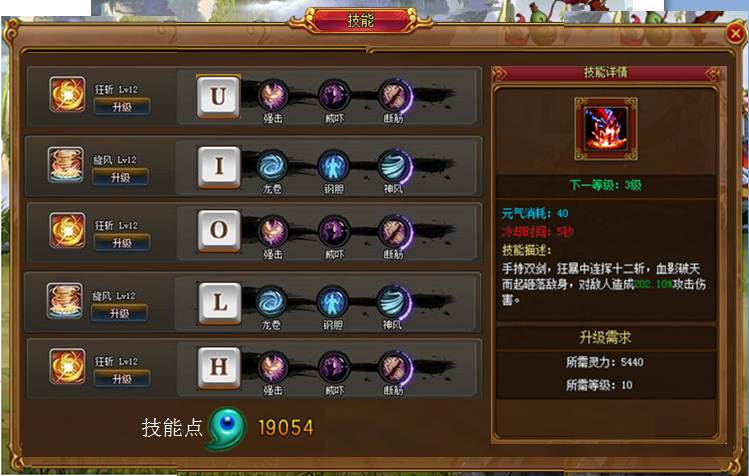 技能
狂斩 Lv12
升级
U
强击 威吓 断筋
旋风 Lv12
升级
I
龙卷 钢胆 神风
狂斩 Lv12
升级
O
强击 威吓 断筋
旋风 Lv12
升级
L
龙卷 钢胆 神风
狂斩 Lv12
升级
H
强击 威吓 断筋
技能点 19054
技能详情
下一等级：3级
元气消耗：40
冷却时间：5秒
技能描述：
手持双剑，狂暴中连挥十二斩，血影破天
而起砸落敌身，对敌人造成202.10%攻击伤
害。
升级需求
所需灵力：5440
所需等级：10